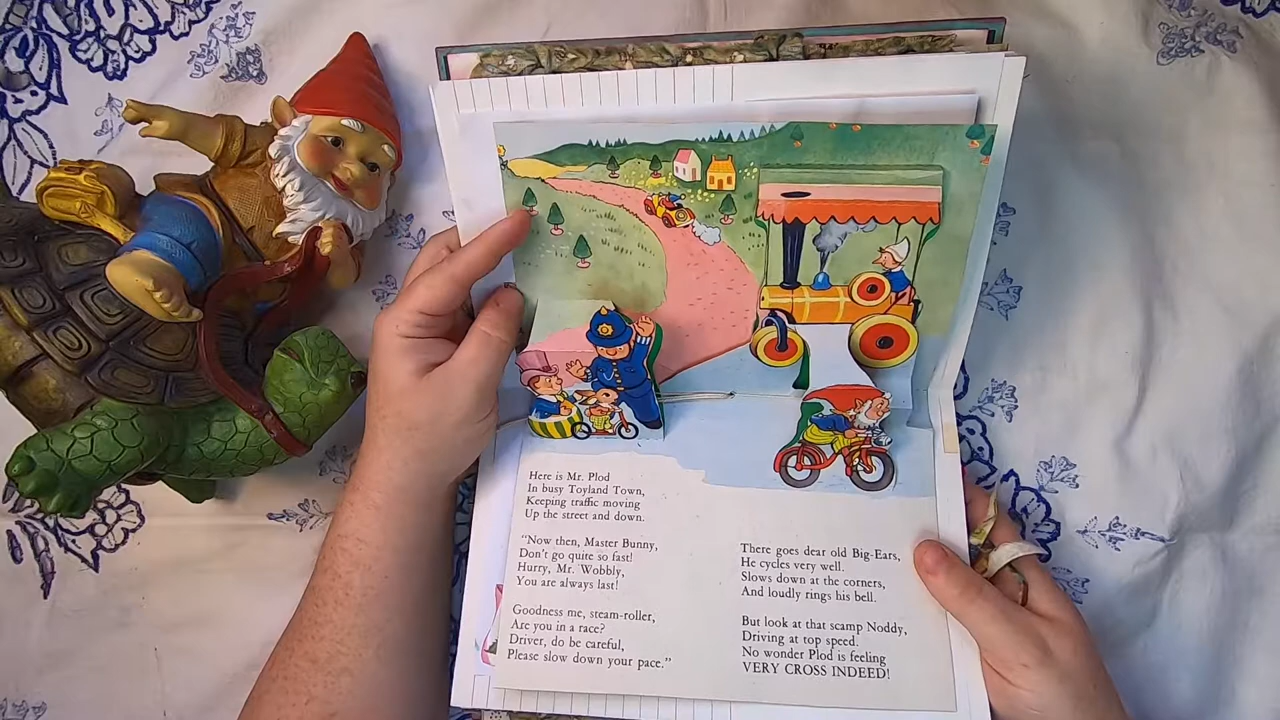 Here is Mr. Plod
In busy Toyland Town,
Keeping traffic moving
Up the street and down.
"Now then, Master Bunny,
Don't go quite so fast!
Hurry, Mr. Wobbly,
You are always last!
Goodness me, steam-roller,
Are you in a race?
Driver, do be careful,
Please slow down your pace."
There goes dear old Big-Ears,
He cycles very well.
Slows down at the corners,
And loudly rings his bell.
But look at that scamp Noddy,
Driving at top speed.
No wonder Plod is feeling
VERY CROSS INDEED!